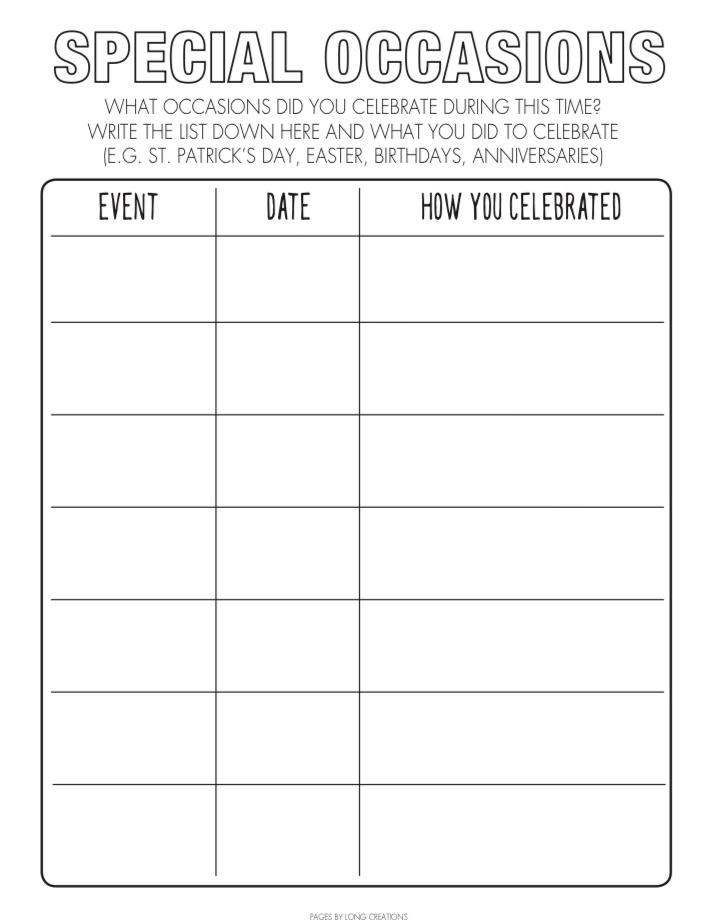 SPECIAL OCCASIONS
WHAT OCCASIONS DID YOU CELEBRATE DURING THIS TIME?
WRITE THE LIST DOWN HERE AND WHAT YOU DID TO CELEBRATE
(E.G. ST. PATRICK'S DAY, EASTER, BIRTHDAYS, ANNIVERSARIES)
EVENT DATE HOW YOU CELEBRATED
PAGES BY LONG CREATIONS